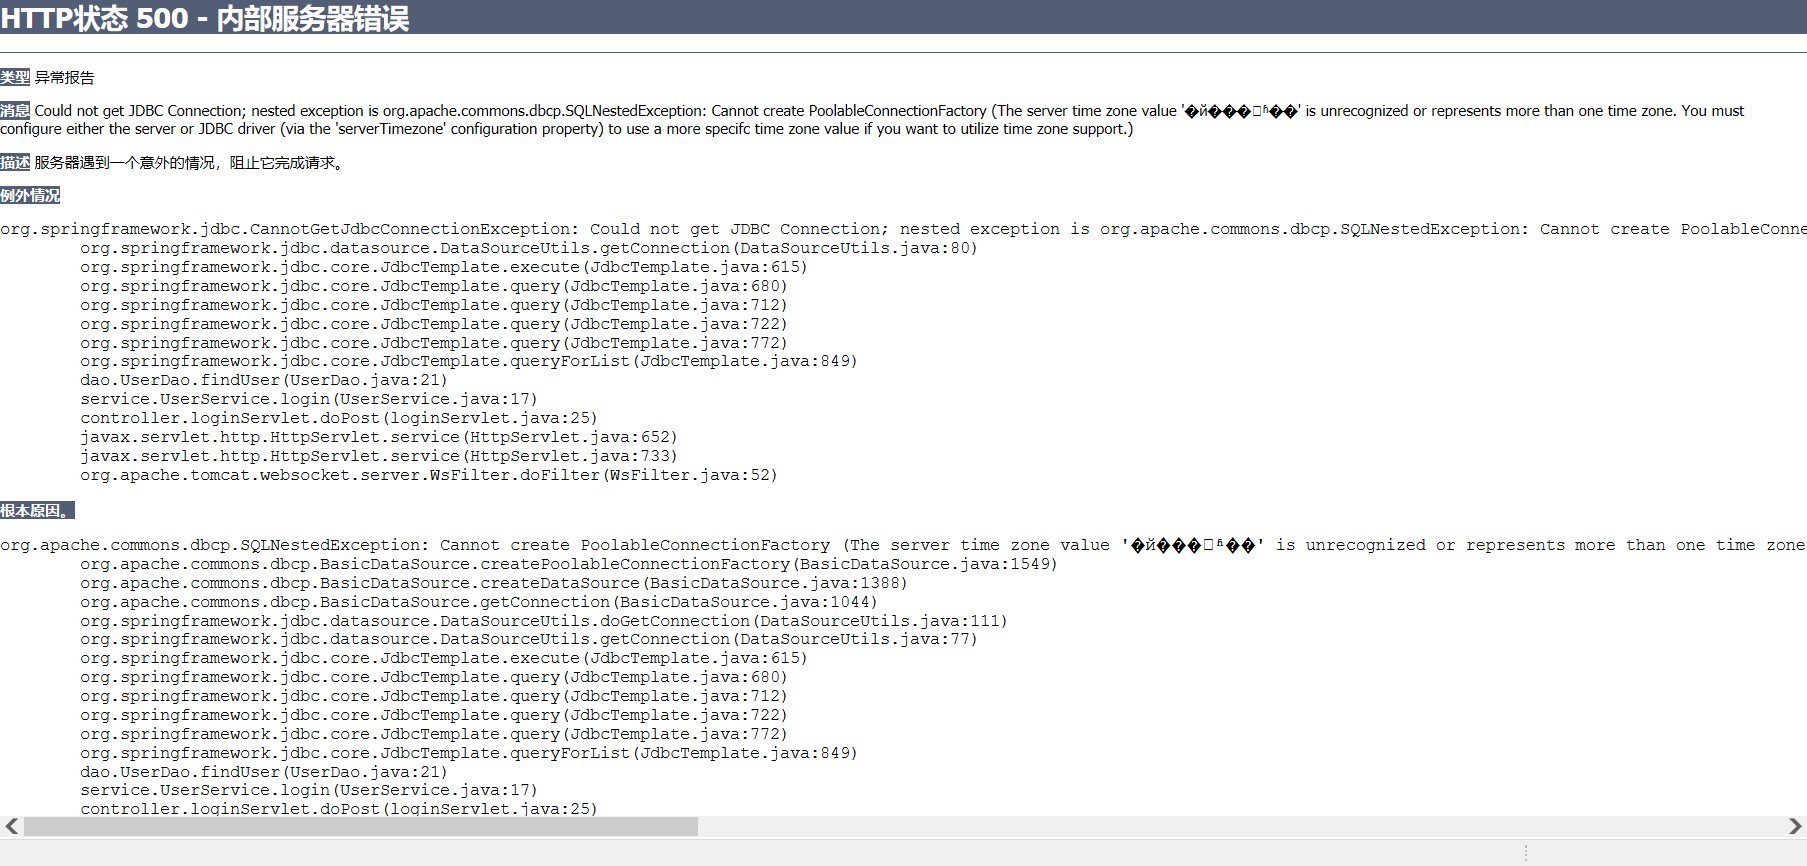 HTTP状态 500 - 内部服务器错误
类型 异常报告
消息 Could not get JDBC Connection; nested exception is org.apache.commons.dbcp.SQLNestedException: Cannot create PoolableConnectionFactory (The server time zone value '�й���׼ʱ��' is unrecognized or represents more than one time zone. You must
configure either the server or JDBC driver (via the 'serverTimezone' configuration property) to use a more specifc time zone value if you want to utilize time zone support.)
描述 服务器遇到一个意外的情况，阻止它完成请求。
例外情况
org.springframework.jdbc.CannotGetJdbcConnectionException: Could not get JDBC Connection; nested exception is org.apache.commons.dbcp.SQLNestedException: Cannot create PoolableConne
org.springframework.jdbc.datasource.DataSourceUtils.getConnection(DataSourceUtils.java:80)
org.springframework.jdbc.core.JdbcTemplate.execute(JdbcTemplate.java:615)
org.springframework.jdbc.core.JdbcTemplate.query(JdbcTemplate.java:680)
org.springframework.jdbc.core.JdbcTemplate.query(JdbcTemplate.java:712)
org.springframework.jdbc.core.JdbcTemplate.query(JdbcTemplate.java:722)
org.springframework.jdbc.core.JdbcTemplate.query(JdbcTemplate.java:772)
org.springframework.jdbc.core.JdbcTemplate.queryForList(JdbcTemplate.java:849)
dao.UserDao.findUser(UserDao.java:21)
service.UserService.login(UserService.java:17)
controller.loginServlet.doPost(loginServlet.java:25)
javax.servlet.http.HttpServlet.service(HttpServlet.java:652)
javax.servlet.http.HttpServlet.service(HttpServlet.java:733)
org.apache.tomcat.websocket.server.WsFilter.doFilter(WsFilter.java:52)
根本原因。
org.apache.commons.dbcp.SQLNestedException: Cannot create PoolableConnectionFactory (The server time zone value '�й���׼ʱ��' is unrecognized or represents more than one time zone
org.apache.commons.dbcp.BasicDataSource.createPoolableConnectionFactory(BasicDataSource.java:1549)
org.apache.commons.dbcp.BasicDataSource.createDataSource(BasicDataSource.java:1388)
org.apache.commons.dbcp.BasicDataSource.getConnection(BasicDataSource.java:1044)
org.springframework.jdbc.datasource.DataSourceUtils.doGetConnection(DataSourceUtils.java:111)
org.springframework.jdbc.datasource.DataSourceUtils.getConnection(DataSourceUtils.java:77)
org.springframework.jdbc.core.JdbcTemplate.execute(JdbcTemplate.java:615)
org.springframework.jdbc.core.JdbcTemplate.query(JdbcTemplate.java:680)
org.springframework.jdbc.core.JdbcTemplate.query(JdbcTemplate.java:712)
org.springframework.jdbc.core.JdbcTemplate.query(JdbcTemplate.java:722)
org.springframework.jdbc.core.JdbcTemplate.query(JdbcTemplate.java:772)
org.springframework.jdbc.core.JdbcTemplate.queryForList(JdbcTemplate.java:849)
dao.UserDao.findUser(UserDao.java:21)
service.UserService.login(UserService.java:17)
controller.loginServlet.doPost(loginServlet.java:25)